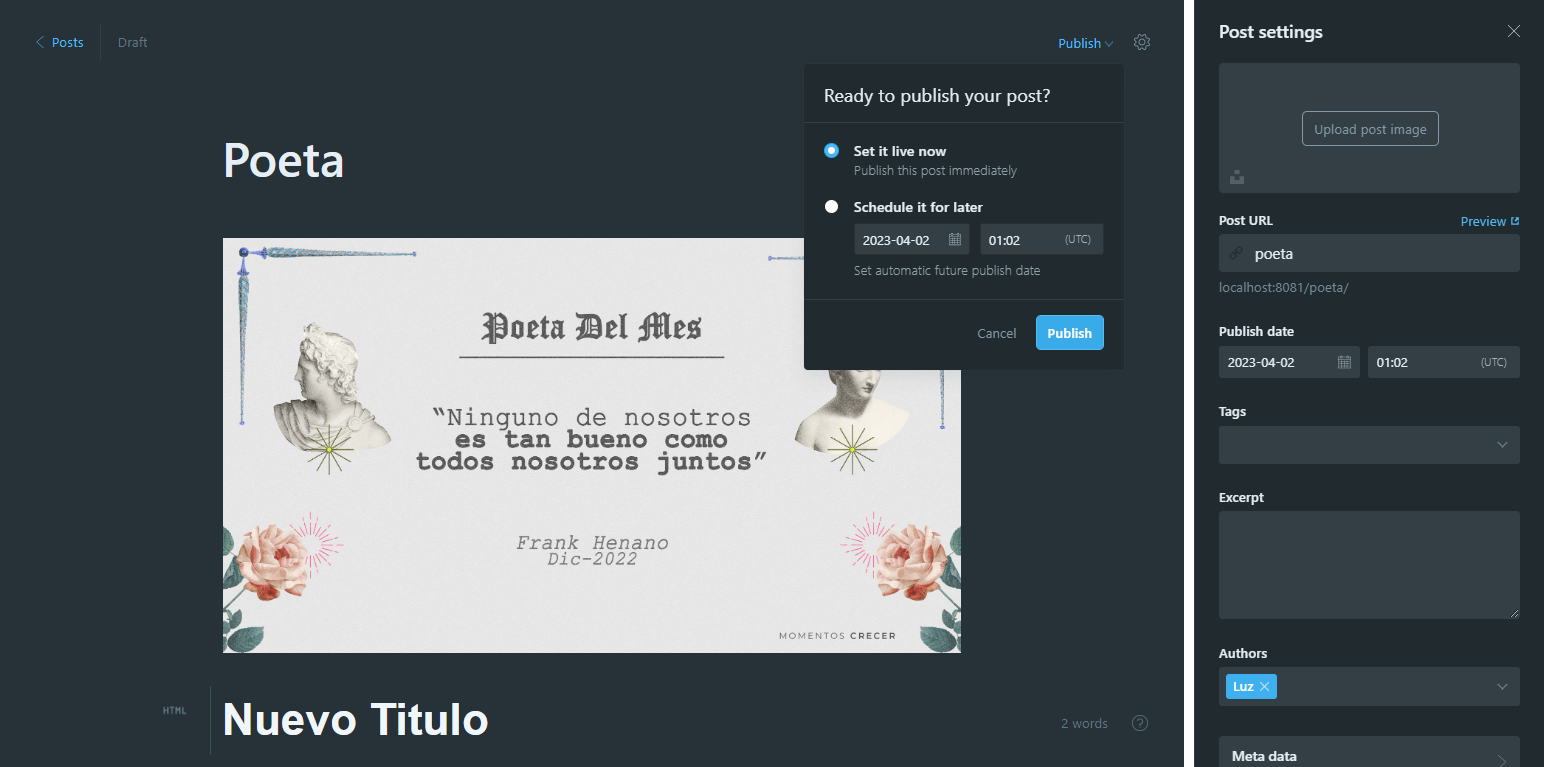 Posts
Draft
Publish
Ready to publish your post?
Set it live now
Publish this post immediately
Schedule it for later
2023-04-02
01:02
(UTC)
Set automatic future publish date
Cancel
Publish
Poeta
Poeta Del Mes
“Ninguno de nosotros
es tan bueno como
todos nosotros juntos”
Frank Henano
Dic-2022
MOMENTOS CRECER
HTML
Nuevo Titulo
2 words
?
Post settings
Upload post image
Post URL
Preview
poeta
localhost:8081/poeta/
Publish date
2023-04-02
01:02
(UTC)
Tags
Excerpt
Authors
Luz
Meta data